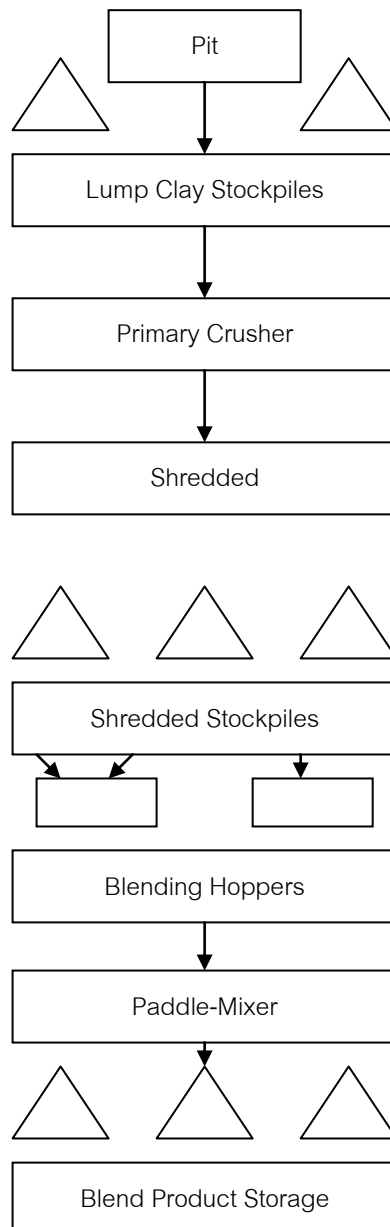 Pit
Lump Clay Stockpiles
Primary Crusher
Shredded
Shredded Stockpiles
Blending Hoppers
Paddle-Mixer
Blend Product Storage